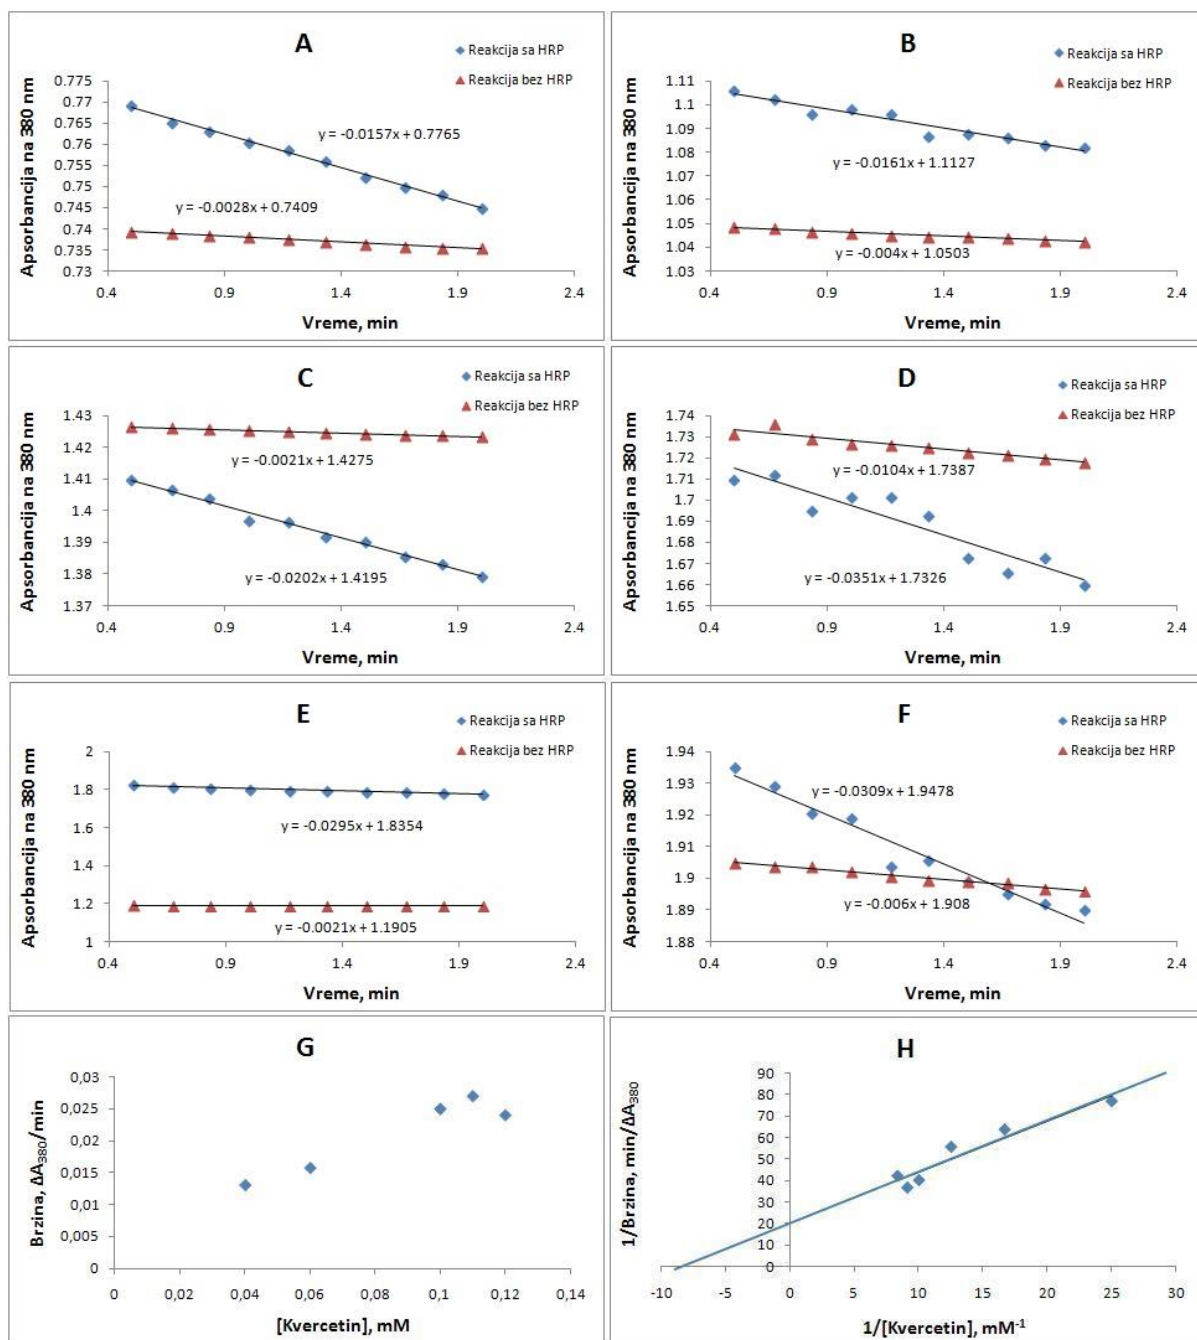 A
Reakcija sa HRP
Reakcija bez HRP
Apsorbancija na 380 nm
0.775
0.77
0.765
0.76
0.755
0.75
0.745
0.74
0.735
0.73
y = -0.0157x + 0.7765
y = -0.0028x + 0.7409
0.4 0.9 1.4 1.9 2.4
Vreme, min
B
Reakcija sa HRP
Reakcija bez HRP
Apsorbancija na 380 nm
1.11
1.1
1.09
1.08
1.07
1.06
1.05
1.04
1.03
y = -0.0161x + 1.1127
y = -0.004x + 1.0503
0.4 0.9 1.4 1.9 2.4
Vreme, min
C
Reakcija sa HRP
Reakcija bez HRP
Apsorbancija na 380 nm
1.43
1.42
1.41
1.4
1.39
1.38
1.37
y = -0.0021x + 1.4275
y = -0.0202x + 1.4195
0.4 0.9 1.4 1.9 2.4
Vreme, min
D
Reakcija sa HRP
Reakcija bez HRP
Apsorbancija na 380 nm
1.74
1.73
1.72
1.71
1.7
1.69
1.68
1.67
1.66
1.65
y = -0.0104x + 1.7387
y = -0.0351x + 1.7326
0.4 0.9 1.4 1.9 2.4
Vreme, min
E
Reakcija sa HRP
Reakcija bez HRP
Apsorbancija na 380 nm
2
1.8
1.6
1.4
1.2
1
y = -0.0295x + 1.8354
y = -0.0021x + 1.1905
0.4 0.9 1.4 1.9 2.4
Vreme, min
F
Reakcija sa HRP
Reakcija bez HRP
Apsorbancija na 380 nm
1.94
1.93
1.92
1.91
1.9
1.89
1.88
y = -0.0309x + 1.9478
y = -0.006x + 1.908
0.4 0.9 1.4 1.9 2.4
Vreme, min
G
Brzina, ΔA₃₈₀/min
0,03
0,025
0,02
0,015
0,01
0,005
0
0 0,02 0,04 0,06 0,08 0,1 0,12 0,14
[Kvercetin], mM
H
1/Brzina, min/ΔA₃₈₀
90
80
70
60
50
40
30
20
10
0
-10 -5 0 5 10 15 20 25 30
1/[Kvercetin], mM⁻¹